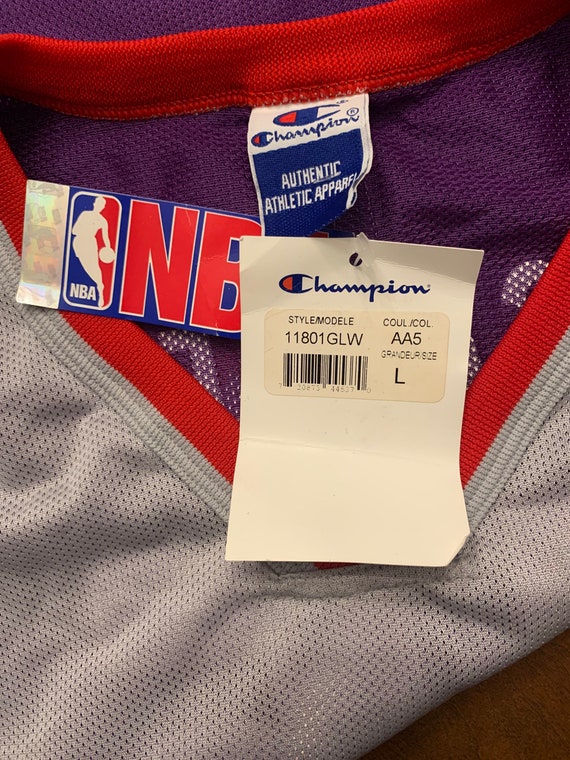 Champion®
AUTHENTIC
ATHLETIC APPAREL
NBA
NB
Champion
STYLE/MODELE COUL./COL.
11801GLW AA5
GRANDEUR/SIZE
L